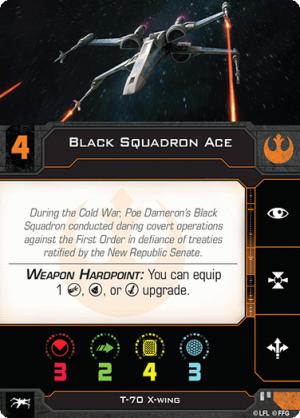 4
BLACK SQUADRON ACE
During the Cold War, Poe Dameron's Black
Squadron conducted daring covert operations
against the First Order in defiance of treaties
ratified by the New Republic Senate.
WEAPON HARDPOINT: You can equip
1 , , or upgrade.
3 2 4 3
T-70 X-WING
©LFL ©FFG